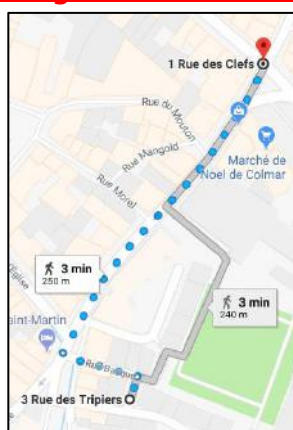 1 Rue des Clefs
Rue du Mouton
Rue Mangold
Marché de
Noel de Colmar
Rue Morel
3 min
250 m
3 min
240 m
aint-Martin
3 Rue des Tripiers